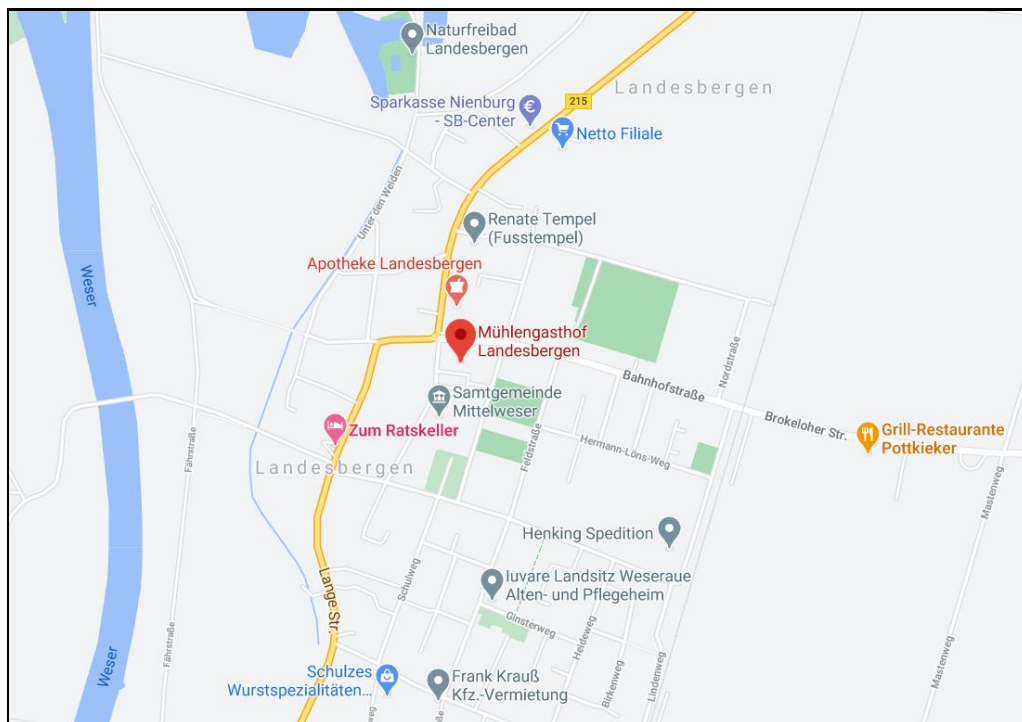 Naturfreibad
Landesbergen
Landesbergen
Sparkasse Nienburg
- SB-Center
215
Netto Filiale
Unter den Weiden
Renate Tempel
(Fusstempel)
Weser
Apotheke Landesbergen
Mühlengasthof
Landesbergen
Nordstraße
Bahnhofstraße
Samtgemeinde
Mittelweser
Brokeloher Str.
Zum Ratskeller
Grill-Restaurante
Pottkieker
Feldstraße
Hermann-Löns-Weg
Landesbergen
Fährstraße
Mastenweg
Henking Spedition
Lange Str.
Schulweg
Iuvare Landsitz Weseraue
Alten- und Pflegeheim
Ginsterweg
Heideweg
Fährstraße
Birkenweg
Lindenweg
Mastenweg
Weser
Schulzes
Wurstspezialitäten...
Frank Krauß
Kfz.-Vermietung